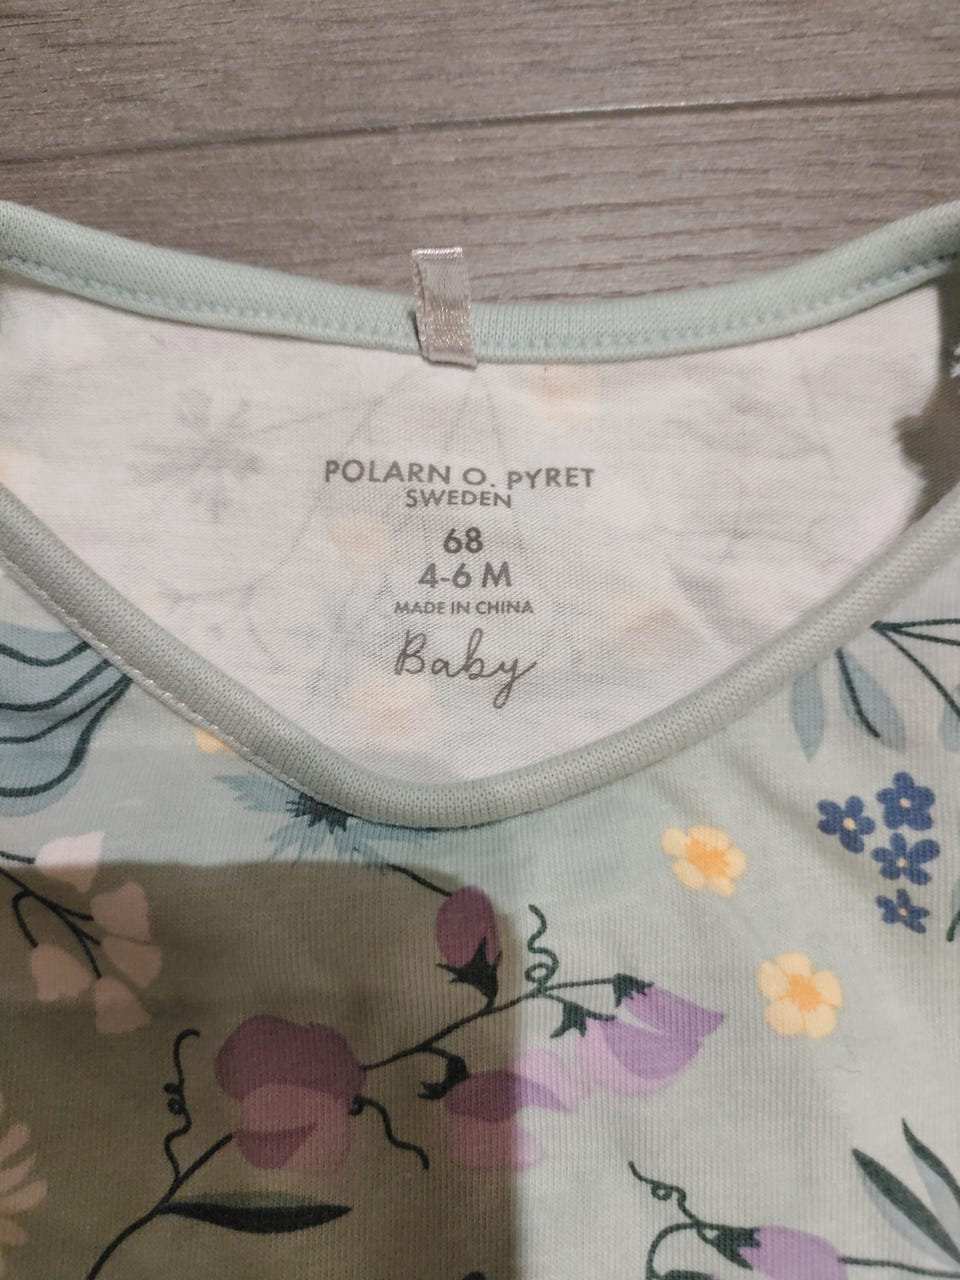 POLARN O. PYRET
SWEDEN
68
4-6 M
MADE IN CHINA
Baby